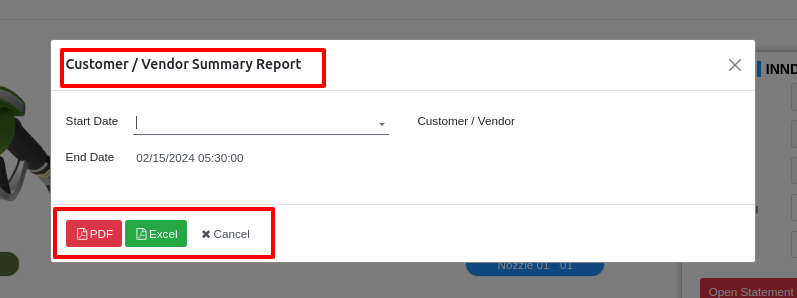 Customer / Vendor Summary Report
INND
Start Date
Customer / Vendor
End Date 02/15/2024 05:30:00
PDF Excel Cancel
Nozzle 01 01
Open Statement